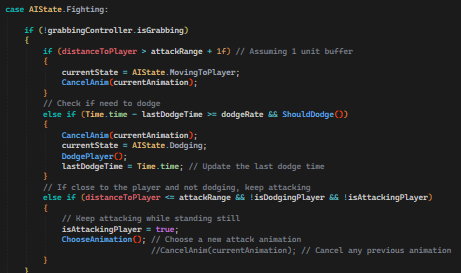 case AIState.Fighting:
if (!grabbingController.isGrabbing)
{
if (distanceToPlayer > attackRange + 1f) // Assuming 1 unit buffer
{
currentState = AIState.MovingToPlayer;
CancelAnim(currentAnimation);
}
// Check if need to dodge
else if (Time.time - lastDodgeTime >= dodgeRate && ShouldDodge())
{
CancelAnim(currentAnimation);
currentState = AIState.Dodging;
DodgePlayer();
lastDodgeTime = Time.time; // Update the last dodge time
}
// If close to the player and not dodging, keep attacking
else if (distanceToPlayer <= attackRange && !isDodgingPlayer && !isAttackingPlayer)
{
// Keep attacking while standing still
isAttackingPlayer = true;
ChooseAnimation(); // Choose a new attack animation
//CancelAnim(currentAnimation); // Cancel any previous animation
}
}